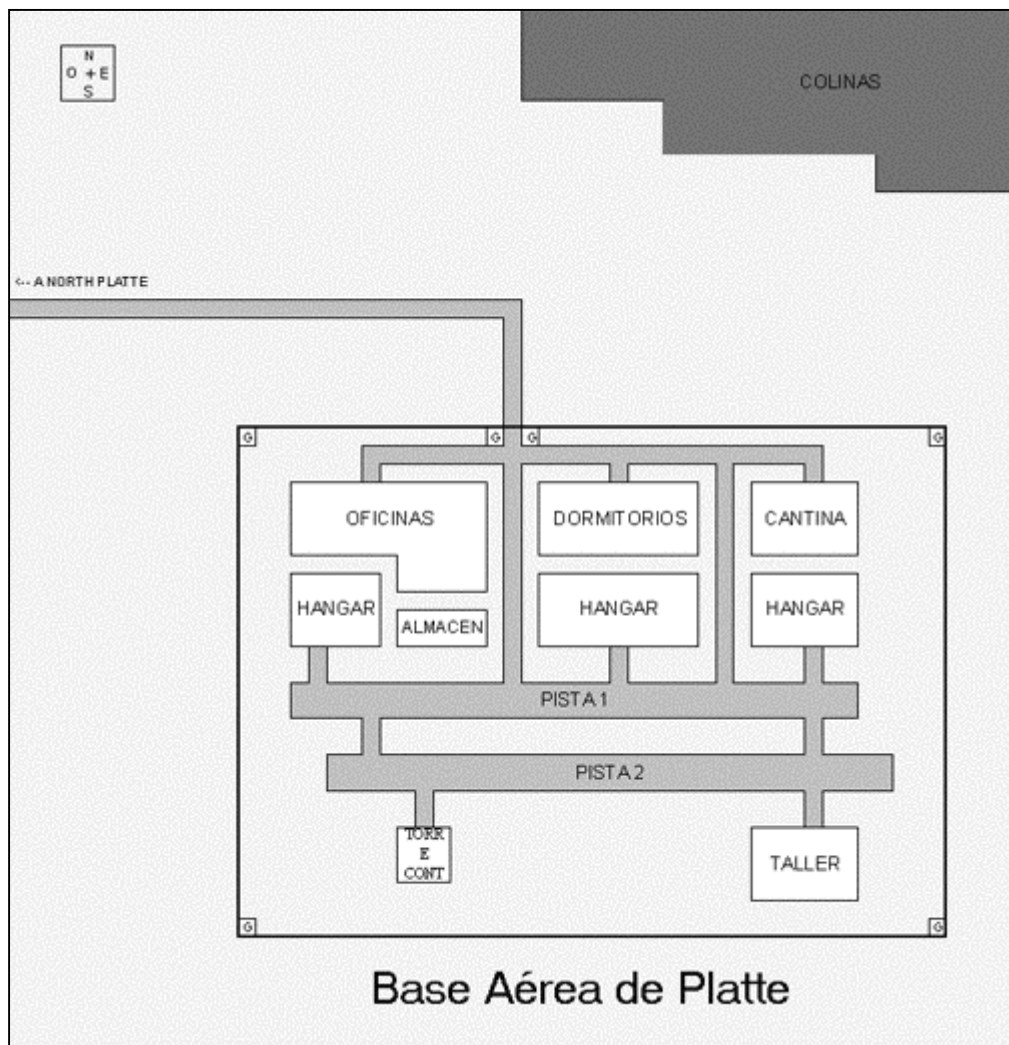 N
O + E
S
COLINAS
<-- A NORTH PLATTE
G
G
G
G
OFICINAS
DORMITORIOS
CANTINA
HANGAR
HANGAR
HANGAR
ALMACEN
PISTA 1
PISTA 2
TORR
E
CONT
TALLER
G
G
Base Aérea de Platte